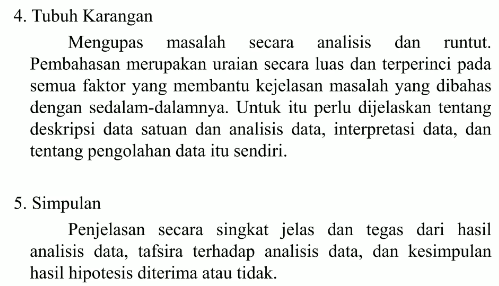 4. Tubuh Karangan
Mengupas masalah secara analisis dan runtut.
Pembahasan merupakan uraian secara luas dan terperinci pada
semua faktor yang membantu kejelasan masalah yang dibahas
dengan sedalam-dalamnya. Untuk itu perlu dijelaskan tentang
deskripsi data satuan dan analisis data, interpretasi data, dan
tentang pengolahan data itu sendiri.
5. Simpulan
Penjelasan secara singkat jelas dan tegas dari hasil
analisis data, tafsira terhadap analisis data, dan kesimpulan
hasil hipotesis diterima atau tidak.